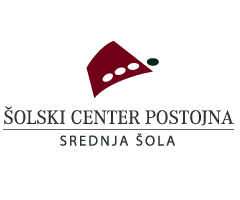 ŠOLSKI CENTER POSTOJNA
SREDNJA ŠOLA